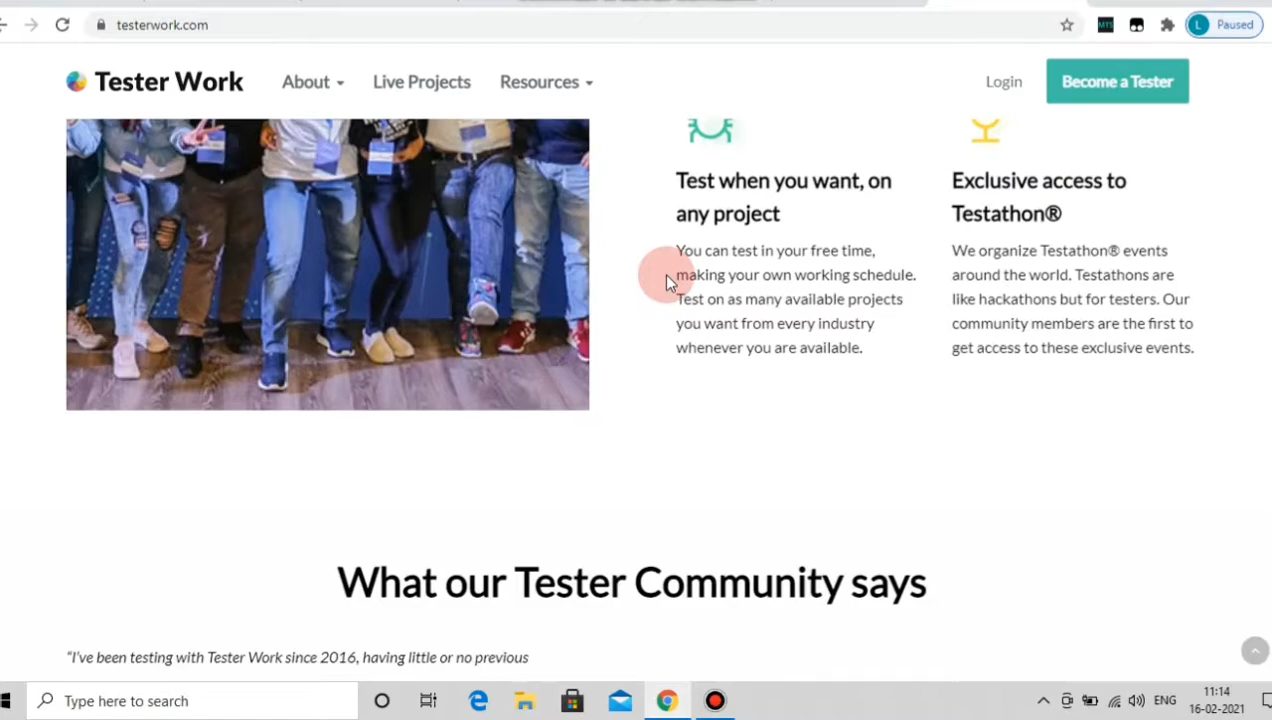 testerwork.com
MTS
L
Paused
Tester Work
About
Live Projects
Resources
Login
Become a Tester
Test when you want, on
any project
You can test in your free time,
making your own working schedule.
Test on as many available projects
you want from every industry
whenever you are available.
Exclusive access to
Testathon®
We organize Testathon® events
around the world. Testathons are
like hackathons but for testers. Our
community members are the first to
get access to these exclusive events.
What our Tester Community says
“I've been testing with Tester Work since 2016, having little or no previous
Type here to search
ENG
11:14
16-02-2021